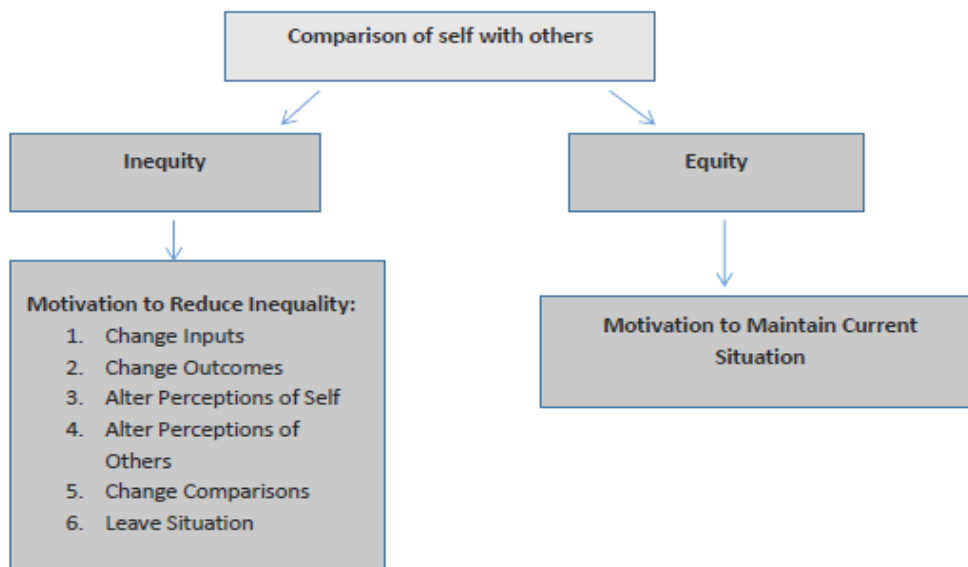 Comparison of self with others
Inequity
Equity
Motivation to Reduce Inequality:
1. Change Inputs
2. Change Outcomes
3. Alter Perceptions of Self
4. Alter Perceptions of
Others
5. Change Comparisons
6. Leave Situation
Motivation to Maintain Current
Situation